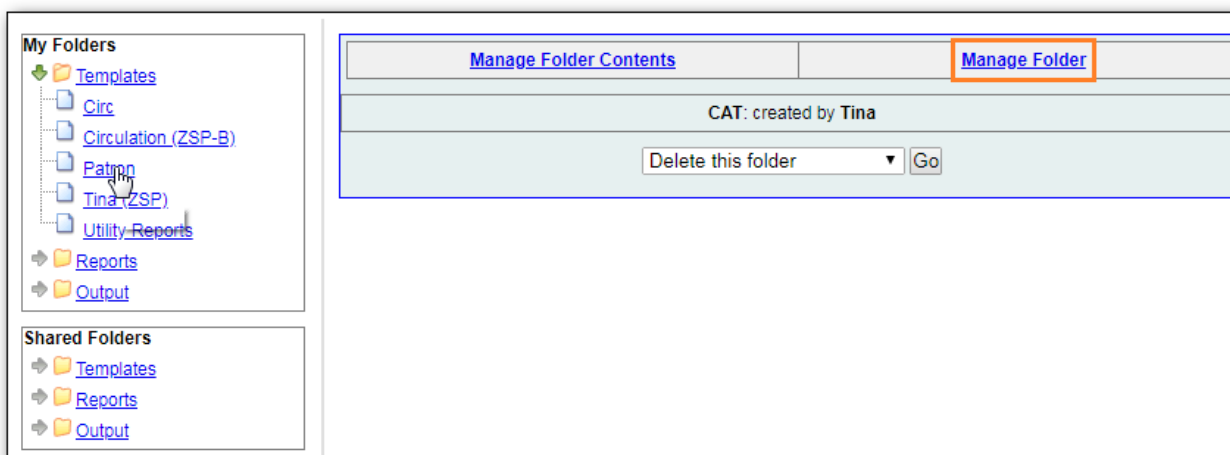 My Folders
Templates
Circ
Circulation (ZSP-B)
Patron
Tina (ZSP)
Utility Reports
Reports
Output
Shared Folders
Templates
Reports
Output
Manage Folder Contents Manage Folder
CAT: created by Tina
Delete this folder Go